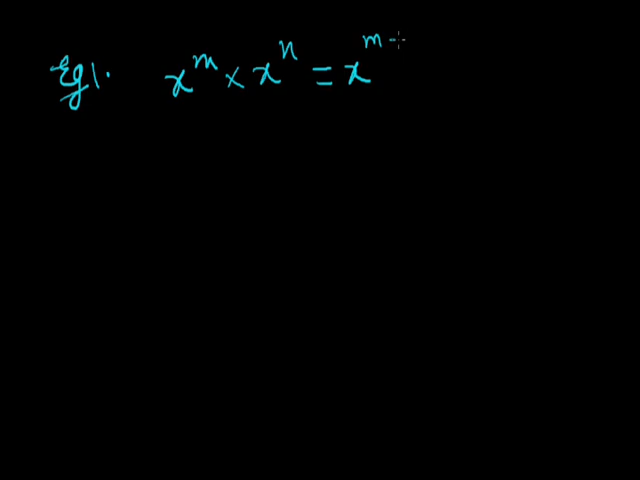 Eg1. x^m × x^n = x^m -